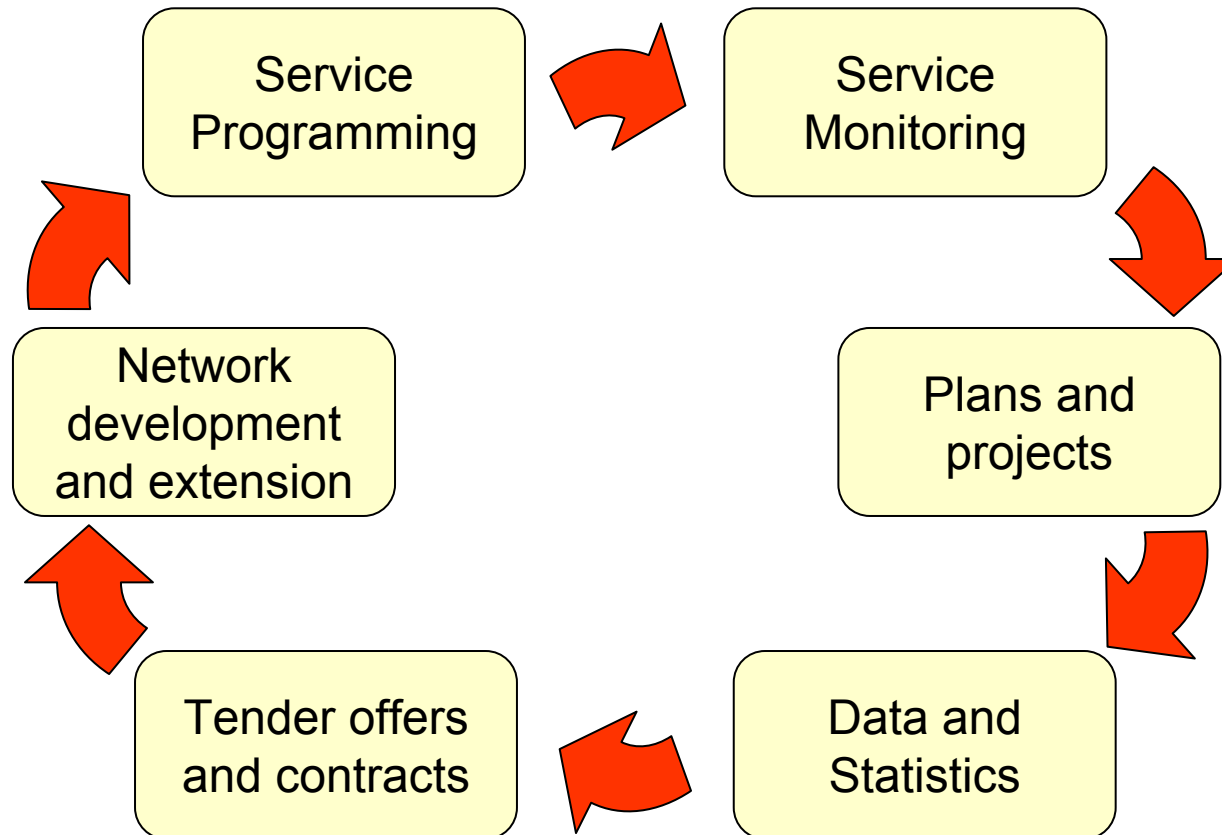 Service
Programming
Service
Monitoring
Plans and
projects
Data and
Statistics
Tender offers
and contracts
Network
development
and extension